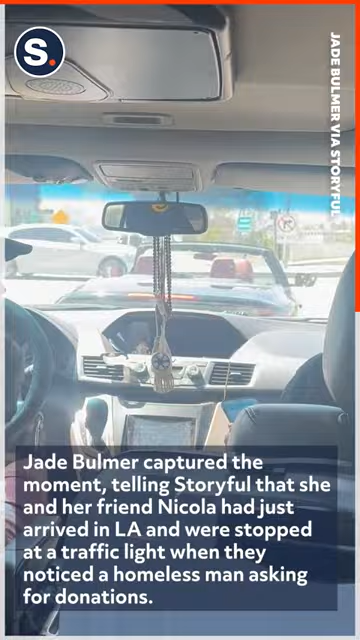 S.
JADE BULMER VIA STORYFUL
Jade Bulmer captured the
moment, telling Storyful that she
and her friend Nicola had just
arrived in LA and were stopped
at a traffic light when they
noticed a homeless man asking
for donations.